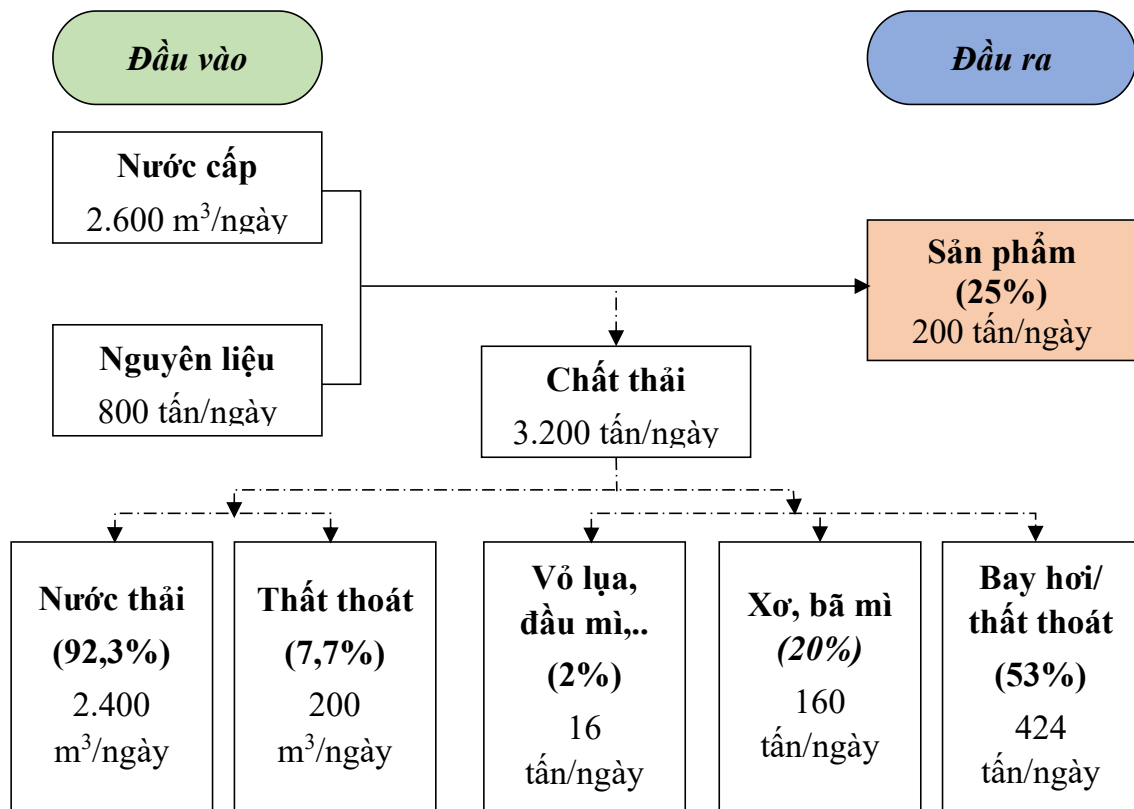 Đầu vào
Đầu ra
Nước cấp
2.600 m³/ngày
Sản phẩm
(25%)
200 tấn/ngày
Nguyên liệu
800 tấn/ngày
Chất thải
3.200 tấn/ngày
Nước thải
(92,3%)
2.400
m³/ngày
Thất thoát
(7,7%)
200
m³/ngày
Vỏ lụa,
đầu mì,..
(2%)
16
tấn/ngày
Xơ, bã mì
(20%)
160
tấn/ngày
Bay hơi/
thất thoát
(53%)
424
tấn/ngày